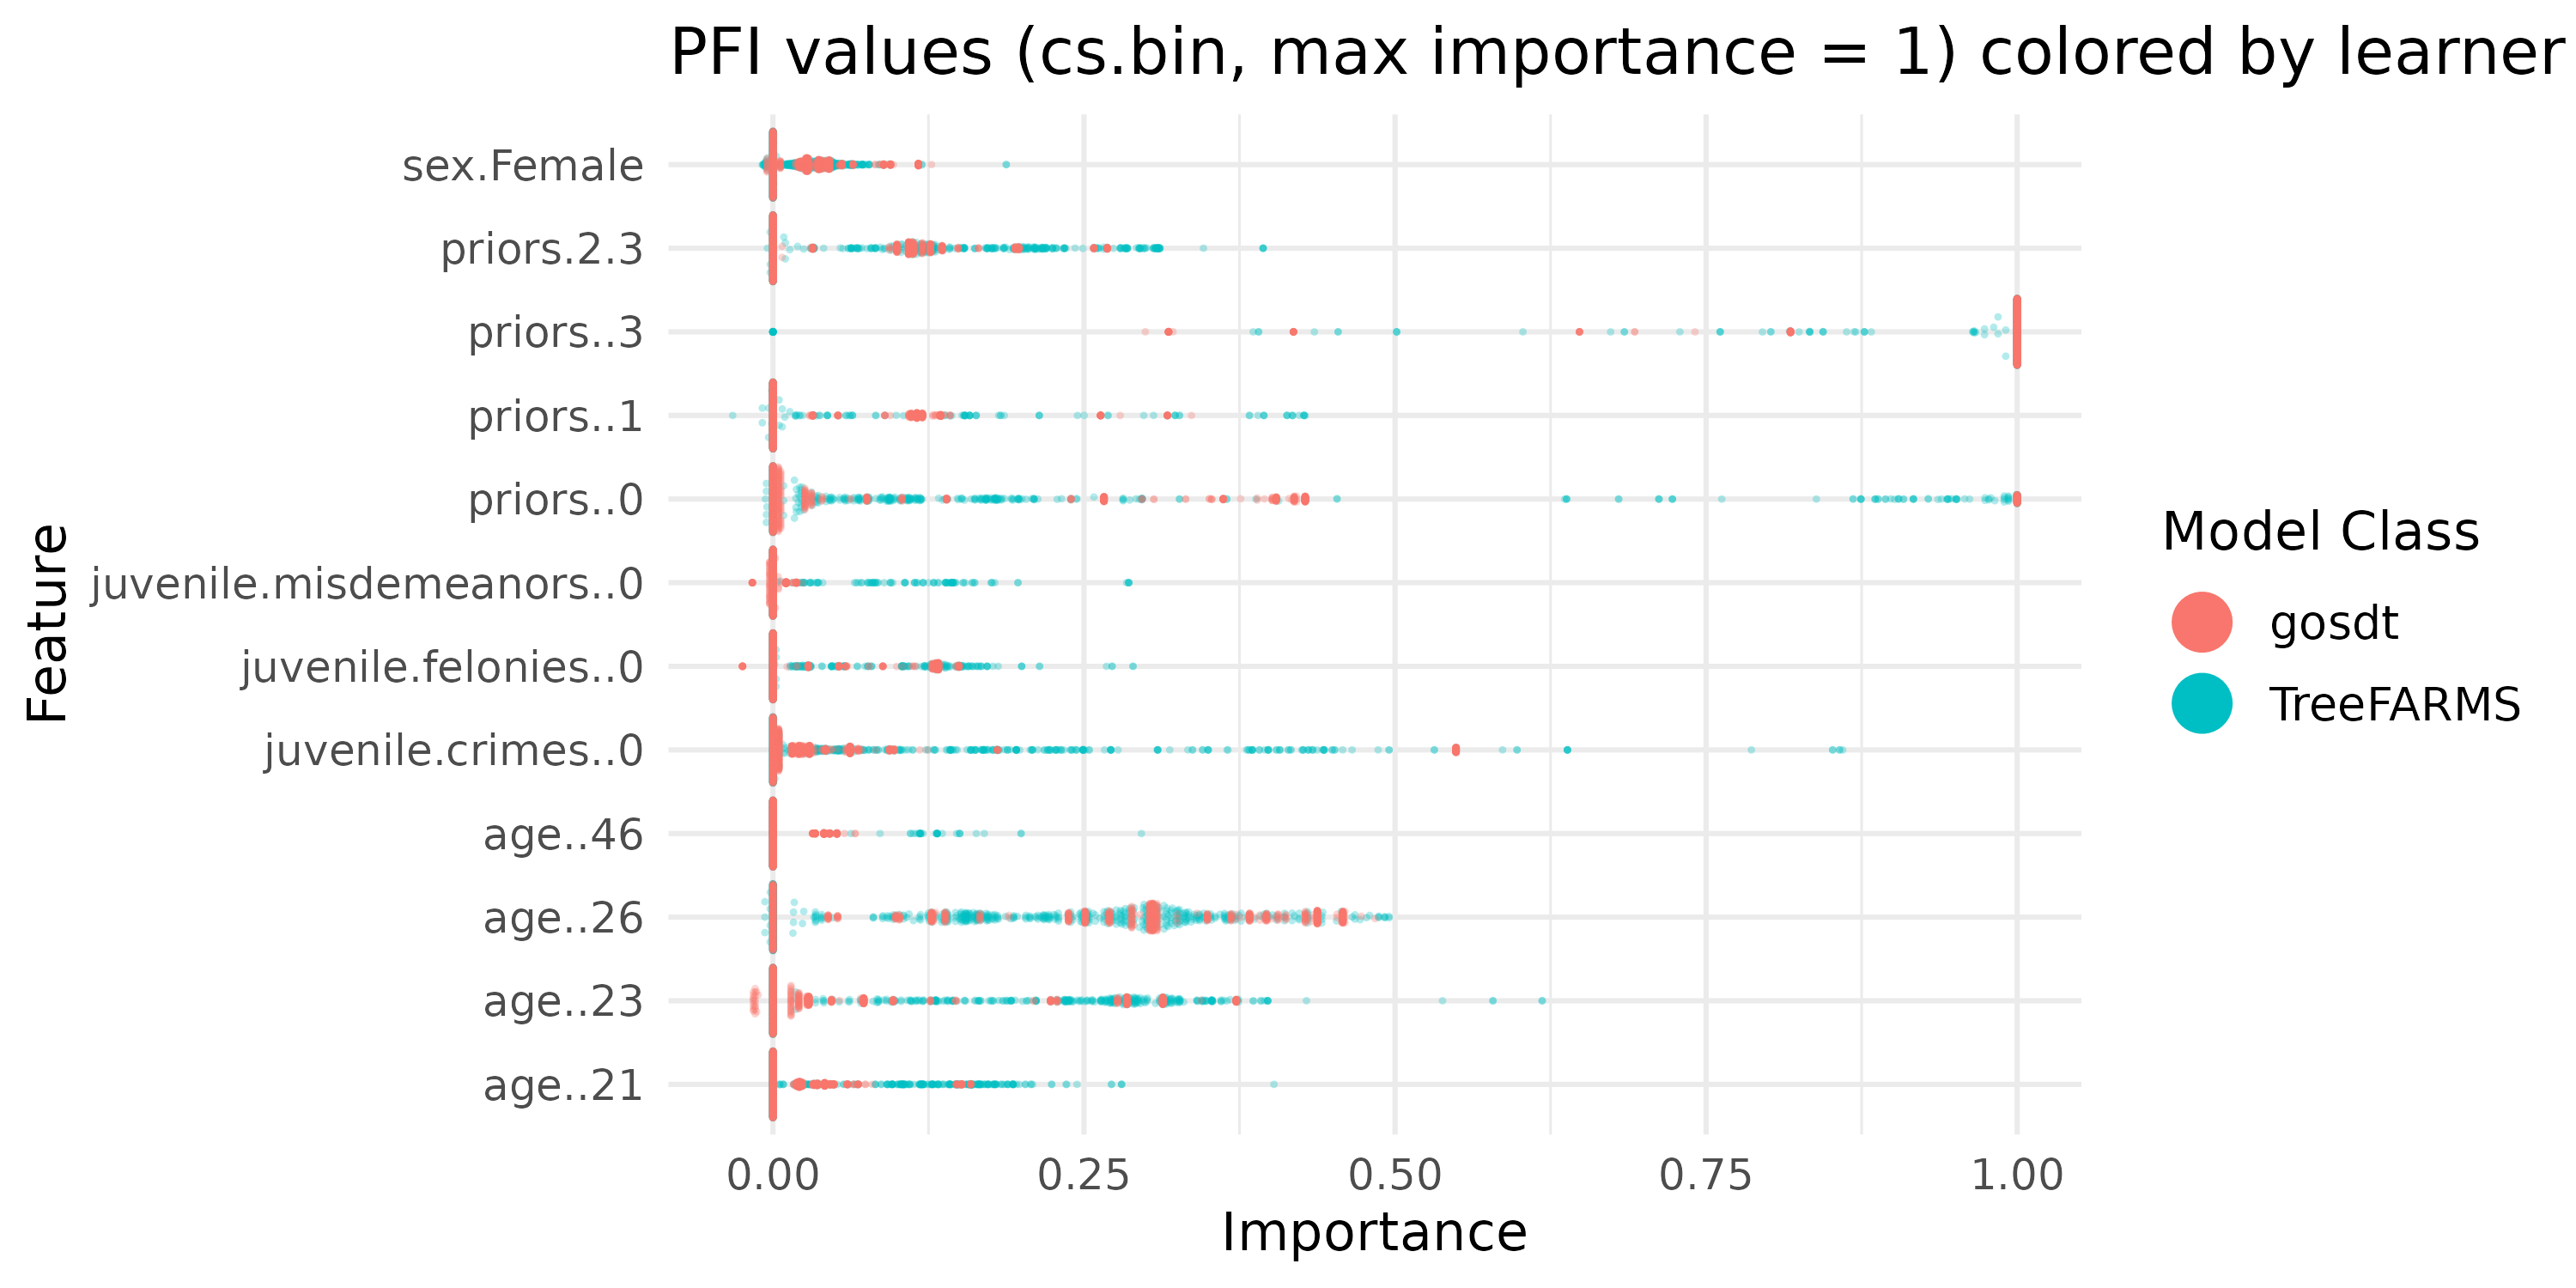 PFI values (cs.bin, max importance = 1) colored by learner
Feature
sex.Female
priors.2.3
priors..3
priors..1
priors..0
juvenile.misdemeanors..0
juvenile.felonies..0
juvenile.crimes..0
age..46
age..26
age..23
age..21
0.00 0.25 0.50 0.75 1.00
Importance
Model Class
gosdt
TreeFARMS